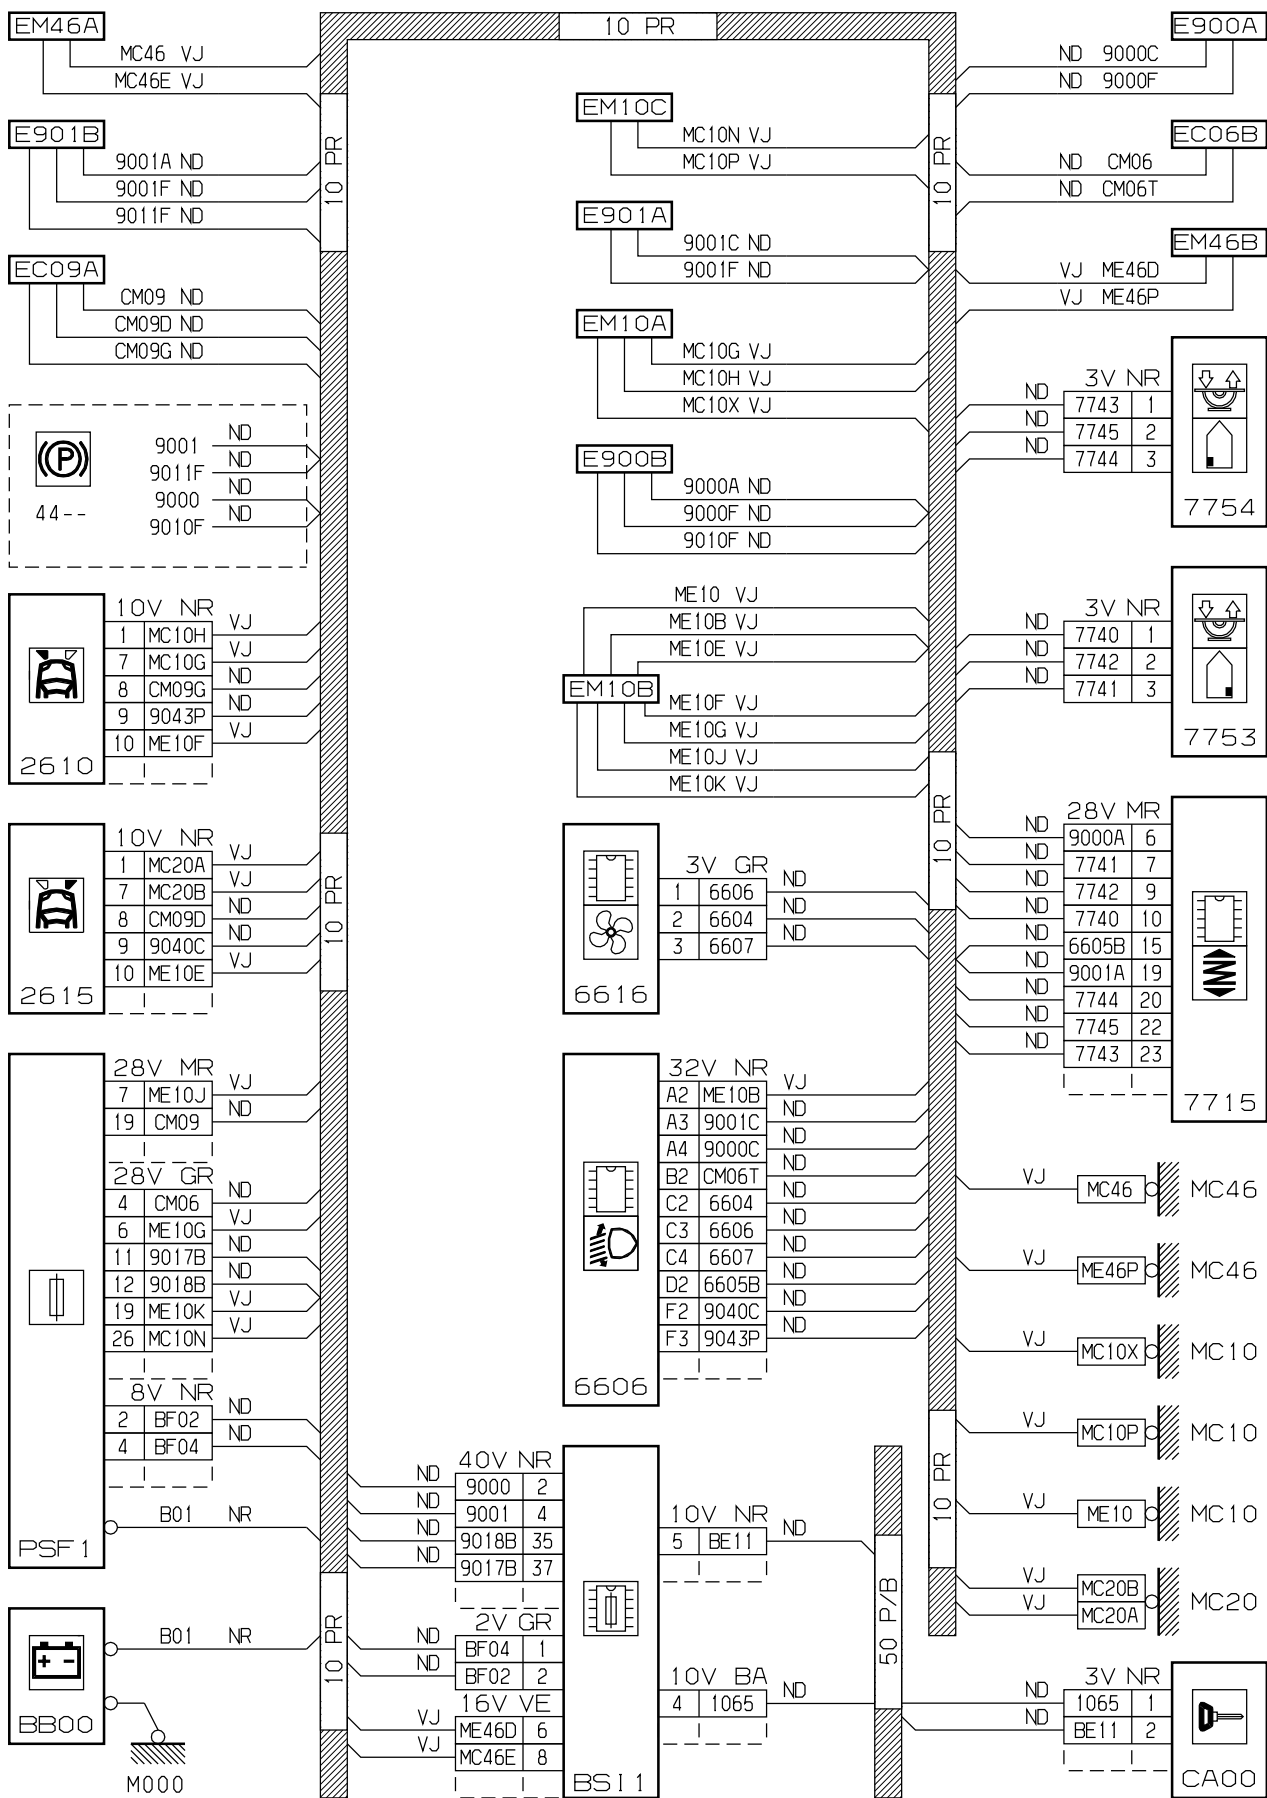 10 PR
EM46A
MC46 VJ
MC46E VJ
E901B
9001A ND
9001F ND
9011F ND
EC09A
CM09 ND
CM09D ND
CM09G ND
10 PR
44--
9001 ND
9011F ND
9000 ND
9010F ND
2610
10V NR
1 MC10H VJ
7 MC10G VJ
8 CM09G ND
9 9043P ND
10 ME10F VJ
2615
10V NR
1 MC20A VJ
7 MC20B VJ
8 CM09D ND
9 9040C ND
10 ME10E VJ
10 PR
PSF1
28V MR
7 ME10J VJ
19 CM09 ND
28V GR
4 CM06 ND
6 ME10G VJ
11 9017B ND
12 9018B ND
19 ME10K VJ
26 MC10N VJ
8V NR
2 BF02 ND
4 BF04 ND
B01 NR
BB00
B01 NR
M000
10 PR
EM10C
MC10N VJ
MC10P VJ
E901A
9001C ND
9001F ND
EM10A
MC10G VJ
MC10H VJ
MC10X VJ
E900B
9000A ND
9000F ND
9010F ND
ME10 VJ
ME10B VJ
ME10E VJ
EM10B
ME10F VJ
ME10G VJ
ME10J VJ
ME10K VJ
6616
3V GR
1 6606 ND
2 6604 ND
3 6607 ND
6606
32V NR
A2 ME10B VJ
A3 9001C ND
A4 9000C ND
B2 CM06T ND
C2 6604 ND
C3 6606 ND
C4 6607 ND
D2 6605B ND
F2 9040C ND
F3 9043P ND
BSI1
40V NR
ND 9000 2
ND 9001 4
ND 9018B 35
ND 9017B 37
2V GR
ND BF04 1
ND BF02 2
16V VE
VJ ME46D 6
VJ MC46E 8
10V NR
5 BE11 ND
10V BA
4 1065 ND
50 P/B
10 PR
10 PR
10 PR
E900A
ND 9000C
ND 9000F
EC06B
ND CM06
ND CM06T
EM46B
VJ ME46D
VJ ME46P
7754
3V NR
ND 7743 1
ND 7745 2
ND 7744 3
7753
3V NR
ND 7740 1
ND 7742 2
ND 7741 3
7715
28V MR
ND 9000A 6
ND 7741 7
ND 7742 9
ND 7740 10
ND 6605B 15
ND 9001A 19
ND 7744 20
ND 7745 22
ND 7743 23
VJ MC46 MC46
VJ ME46P MC46
VJ MC10X MC10
VJ MC10P MC10
VJ ME10 MC10
VJ MC20B
VJ MC20A
MC20
CA00
3V NR
ND 1065 1
ND BE11 2